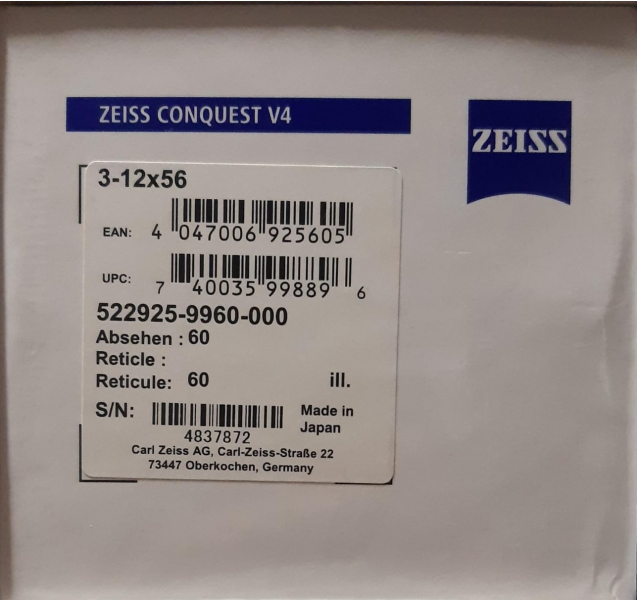 ZEISS CONQUEST V4
ZEISS
3-12x56
EAN: 4 047006 925605
UPC: 7 40035 99889 6
522925-9960-000
Absehen : 60
Reticle :
Reticule: 60 ill.
S/N: 4837872
Made in
Japan
Carl Zeiss AG, Carl-Zeiss-Straße 22
73447 Oberkochen, Germany